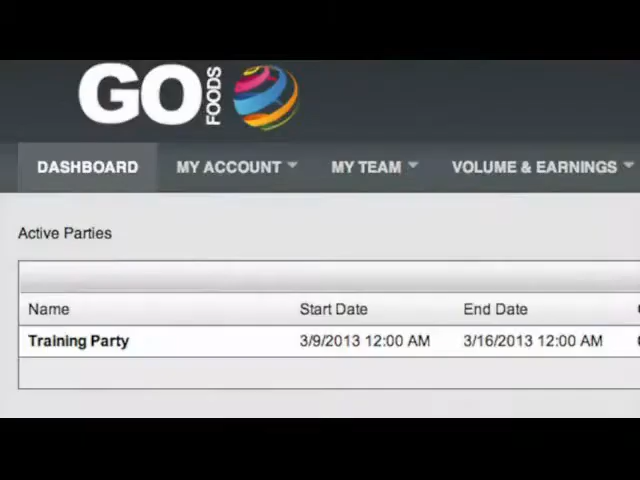 GO FOODS
DASHBOARD MY ACCOUNT MY TEAM VOLUME & EARNINGS
Active Parties
Name Start Date End Date
Training Party 3/9/2013 12:00 AM 3/16/2013 12:00 AM